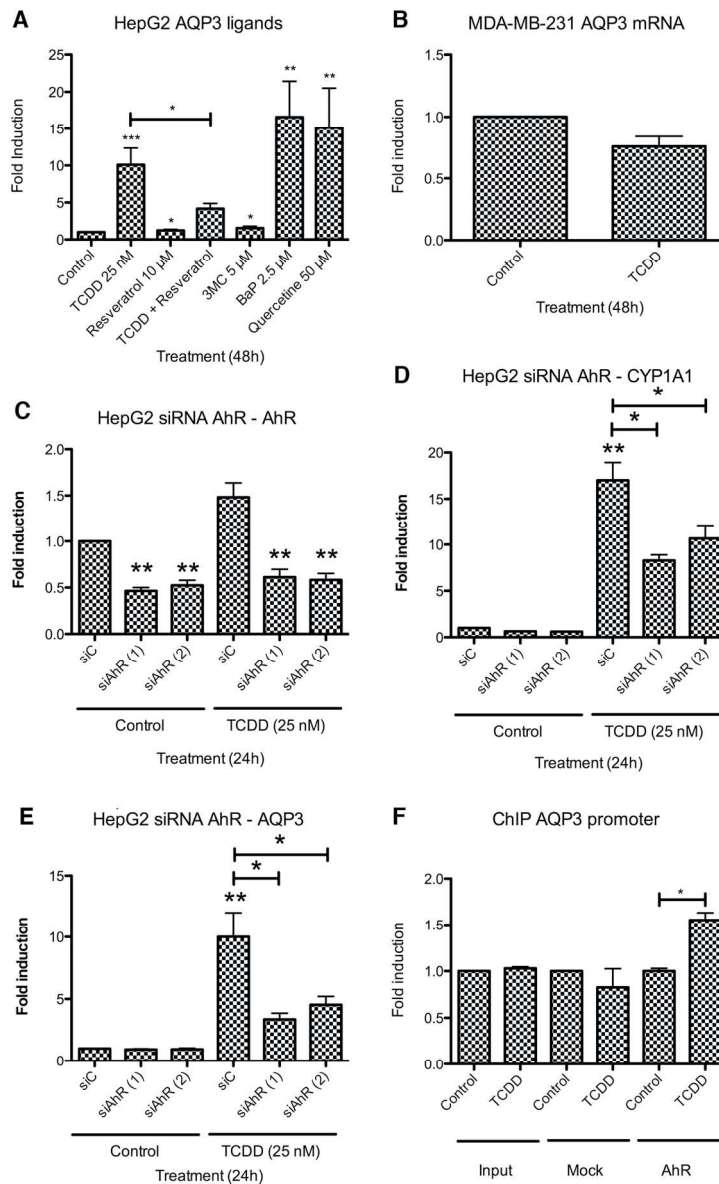 A
HepG2 AQP3 ligands
Fold induction
25
20
15
10
5
0
***
*
*
*
**
**
Control
TCDD 25 nM
Resveratrol 10 µM
TCDD + Resveratrol
3MC 5 µM
BaP 2.5 µM
Quercetine 50 µM
Treatment (48h)
B
MDA-MB-231 AQP3 mRNA
Fold induction
1.5
1.0
0.5
0.0
Control
TCDD
Treatment (48h)
C
HepG2 siRNA AhR - AhR
Fold induction
2.0
1.5
1.0
0.5
0.0
**
**
**
**
siC
siAhR (1)
siAhR (2)
siC
siAhR (1)
siAhR (2)
Control
TCDD (25 nM)
Treatment (24h)
D
HepG2 siRNA AhR - CYP1A1
Fold induction
20
15
10
5
0
*
*
**
siC
siAhR (1)
siAhR (2)
siC
siAhR (1)
siAhR (2)
Control
TCDD (25 nM)
Treatment (24h)
E
HepG2 siRNA AhR - AQP3
Fold induction
15
10
5
0
*
*
**
siC
siAhR (1)
siAhR (2)
siC
siAhR (1)
siAhR (2)
Control
TCDD (25 nM)
Treatment (24h)
F
ChIP AQP3 promoter
Fold induction
2.0
1.5
1.0
0.5
0.0
*
Control
TCDD
Control
TCDD
Control
TCDD
Input
Mock
AhR